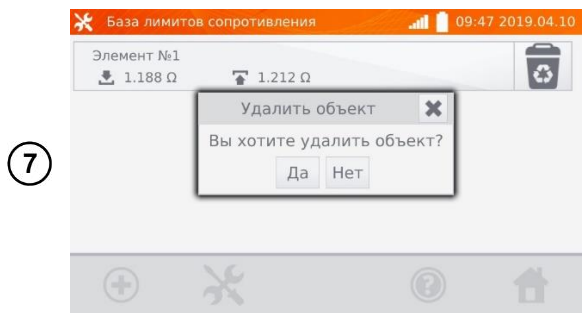 База лимитов сопротивления 09:47 2019.04.10
Элемент №1
1.188 Ω 1.212 Ω
Удалить объект
Вы хотите удалить объект?
Да Нет
7